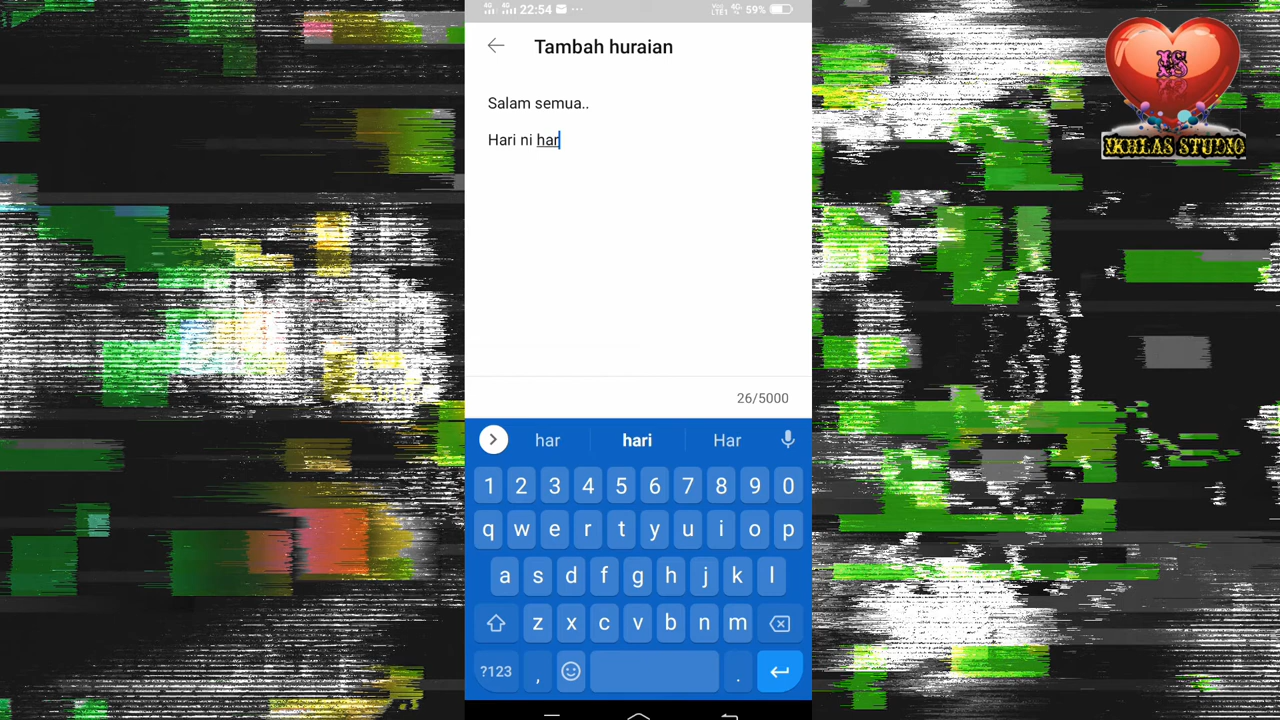 22:54
59%
Tambah huraian
Salam semua..
Hari ni har
26/5000
har hari Har
1 2 3 4 5 6 7 8 9 0
q w e r t y u i o p
a s d f g h j k l
z x c v b n m
?123 , .
IKHLAS STUDIO